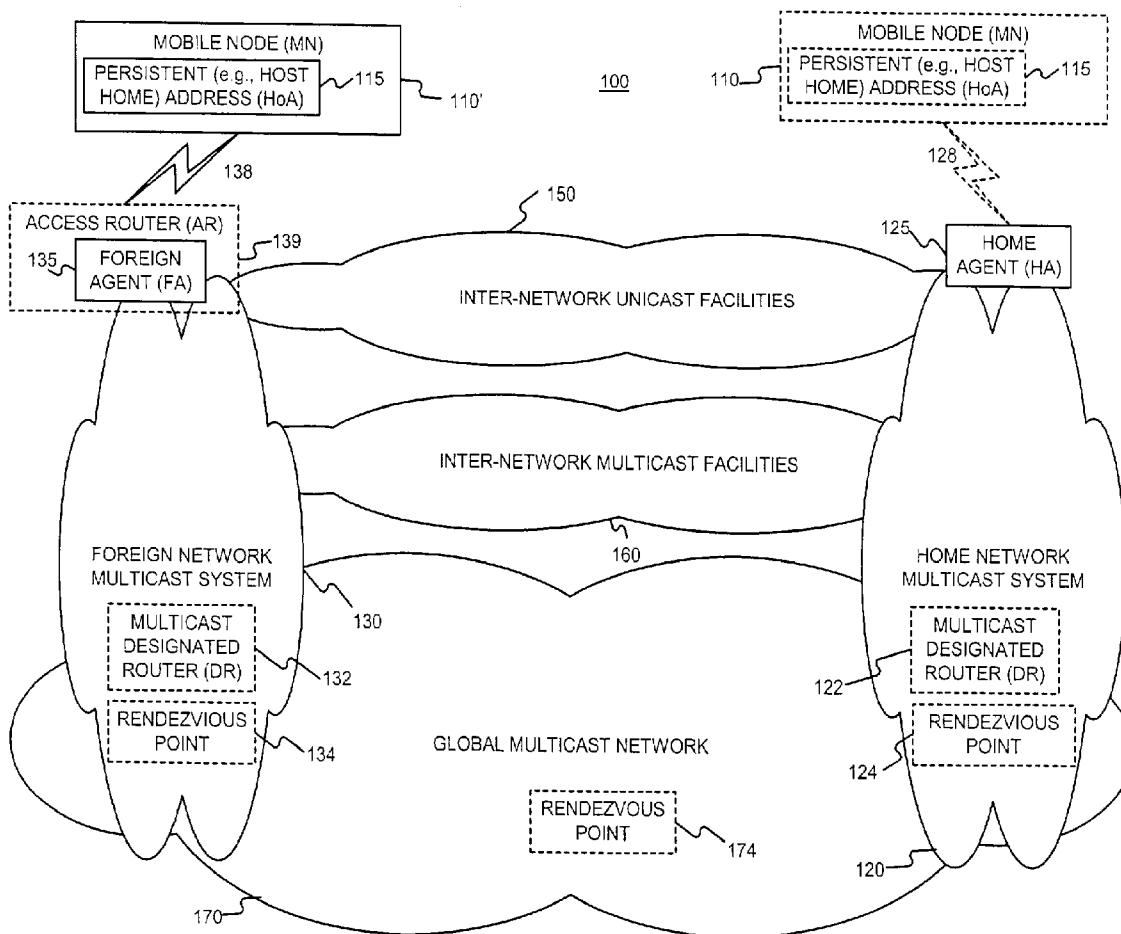 MOBILE NODE (MN)
PERSISTENT (e.g., HOST
HOME) ADDRESS (HoA)
115
110'
100
MOBILE NODE (MN)
110
PERSISTENT (e.g., HOST
HOME) ADDRESS (HoA)
115
138
128
ACCESS ROUTER (AR)
139
135
FOREIGN
AGENT (FA)
150
125
HOME
AGENT (HA)
INTER-NETWORK UNICAST FACILITIES
INTER-NETWORK MULTICAST FACILITIES
160
FOREIGN NETWORK
MULTICAST SYSTEM
130
HOME NETWORK
MULTICAST SYSTEM
MULTICAST
DESIGNATED
ROUTER (DR)
132
MULTICAST
DESIGNATED
ROUTER (DR)
122
RENDEZVIOUS
POINT
134
GLOBAL MULTICAST NETWORK
RENDEZVIOUS
POINT
124
RENDEZVOUS
POINT
174
120
170